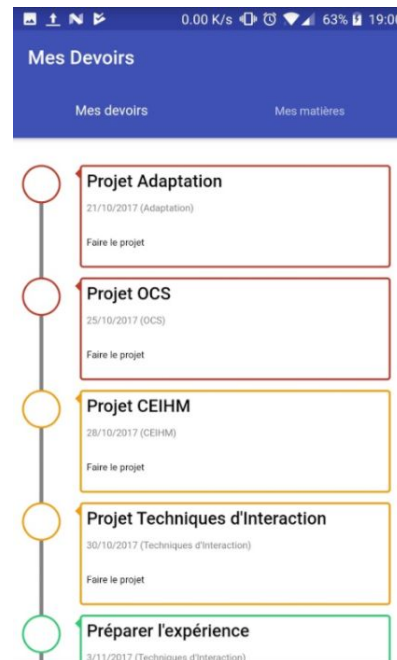 0.00 K/s 63% 19:00
Mes Devoirs
Mes devoirs Mes matières
Projet Adaptation
21/10/2017 (Adaptation)
Faire le projet
Projet OCS
25/10/2017 (OCS)
Faire le projet
Projet CEIHM
28/10/2017 (CEIHM)
Faire le projet
Projet Techniques d'Interaction
30/10/2017 (Techniques d'Interaction)
Faire le projet
Préparer l'expérience
3/11/2017 (Techniques d'Interaction)